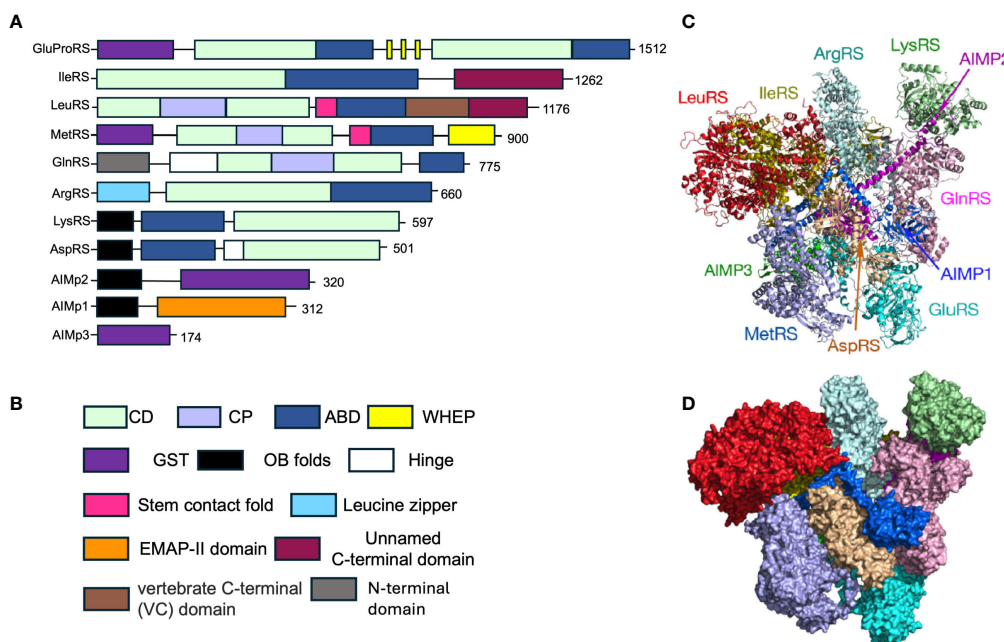 A
GluProRS
1512
IleRS
1262
LeuRS
1176
MetRS
900
GlnRS
775
ArgRS
660
LysRS
597
AspRS
501
AIMp2
320
AIMp1
312
AIMp3
174
B
CD
CP
ABD
WHEP
GST
OB folds
Hinge
Stem contact fold
Leucine zipper
EMAP-II domain
Unnamed
C-terminal domain
vertebrate C-terminal
(VC) domain
N-terminal
domain
C
LysRS
ArgRS
AIMP2
IleRS
LeuRS
GlnRS
AIMP3
AIMP1
GluRS
MetRS
AspRS
D